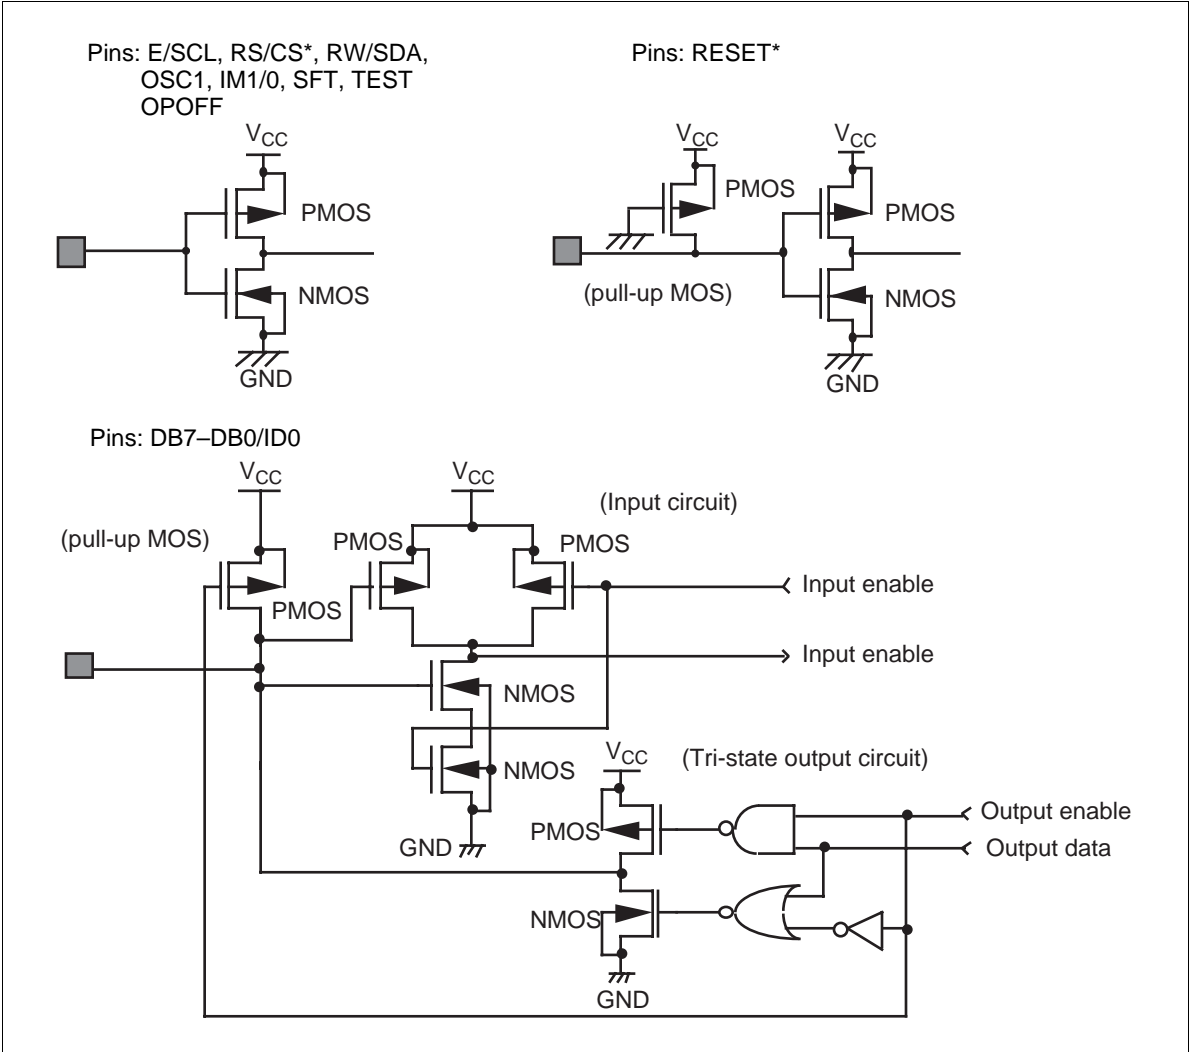 Pins: E/SCL, RS/CS*, RW/SDA,
OSC1, IM1/0, SFT, TEST
OPOFF
VCC
PMOS
NMOS
GND
Pins: RESET*
VCC
PMOS
(pull-up MOS)
VCC
PMOS
NMOS
GND
Pins: DB7–DB0/ID0
VCC
(pull-up MOS)
PMOS
VCC
(Input circuit)
PMOS
PMOS
Input enable
Input enable
NMOS
NMOS
GND
VCC
(Tri-state output circuit)
PMOS
Output enable
Output data
NMOS
GND